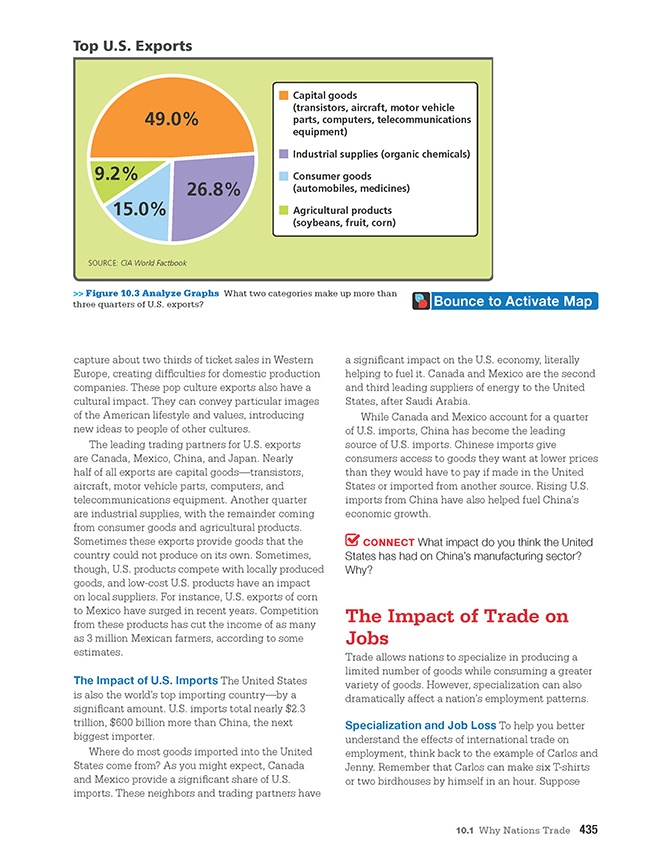 Top U.S. Exports
49.0%
9.2%
15.0%
26.8%
Capital goods
(transistors, aircraft, motor vehicle
parts, computers, telecommunications
equipment)
Industrial supplies (organic chemicals)
Consumer goods
(automobiles, medicines)
Agricultural products
(soybeans, fruit, corn)
SOURCE: CIA World Factbook
>> Figure 10.3 Analyze Graphs What two categories make up more than
three quarters of U.S. exports?
Bounce to Activate Map
capture about two thirds of ticket sales in Western
Europe, creating difficulties for domestic production
companies. These pop culture exports also have a
cultural impact. They can convey particular images
of the American lifestyle and values, introducing
new ideas to people of other cultures.
The leading trading partners for U.S. exports
are Canada, Mexico, China, and Japan. Nearly
half of all exports are capital goods—transistors,
aircraft, motor vehicle parts, computers, and
telecommunications equipment. Another quarter
are industrial supplies, with the remainder coming
from consumer goods and agricultural products.
Sometimes these exports provide goods that the
country could not produce on its own. Sometimes,
though, U.S. products compete with locally produced
goods, and low-cost U.S. products have an impact
on local suppliers. For instance, U.S. exports of corn
to Mexico have surged in recent years. Competition
from these products has cut the income of as many
as 3 million Mexican farmers, according to some
estimates.
The Impact of U.S. Imports The United States
is also the world's top importing country—by a
significant amount. U.S. imports total nearly $2.3
trillion, $600 billion more than China, the next
biggest importer.
Where do most goods imported into the United
States come from? As you might expect, Canada
and Mexico provide a significant share of U.S.
imports. These neighbors and trading partners have
a significant impact on the U.S. economy, literally
helping to fuel it. Canada and Mexico are the second
and third leading suppliers of energy to the United
States, after Saudi Arabia.
While Canada and Mexico account for a quarter
of U.S. imports, China has become the leading
source of U.S. imports. Chinese imports give
consumers access to goods they want at lower prices
than they would have to pay if made in the United
States or imported from another source. Rising U.S.
imports from China have also helped fuel China's
economic growth.
CONNECT What impact do you think the United
States has had on China's manufacturing sector?
Why?
The Impact of Trade on
Jobs
Trade allows nations to specialize in producing a
limited number of goods while consuming a greater
variety of goods. However, specialization can also
dramatically affect a nation's employment patterns.
Specialization and Job Loss To help you better
understand the effects of international trade on
employment, think back to the example of Carlos and
Jenny. Remember that Carlos can make six T-shirts
or two birdhouses by himself in an hour. Suppose
10.1 Why Nations Trade 435